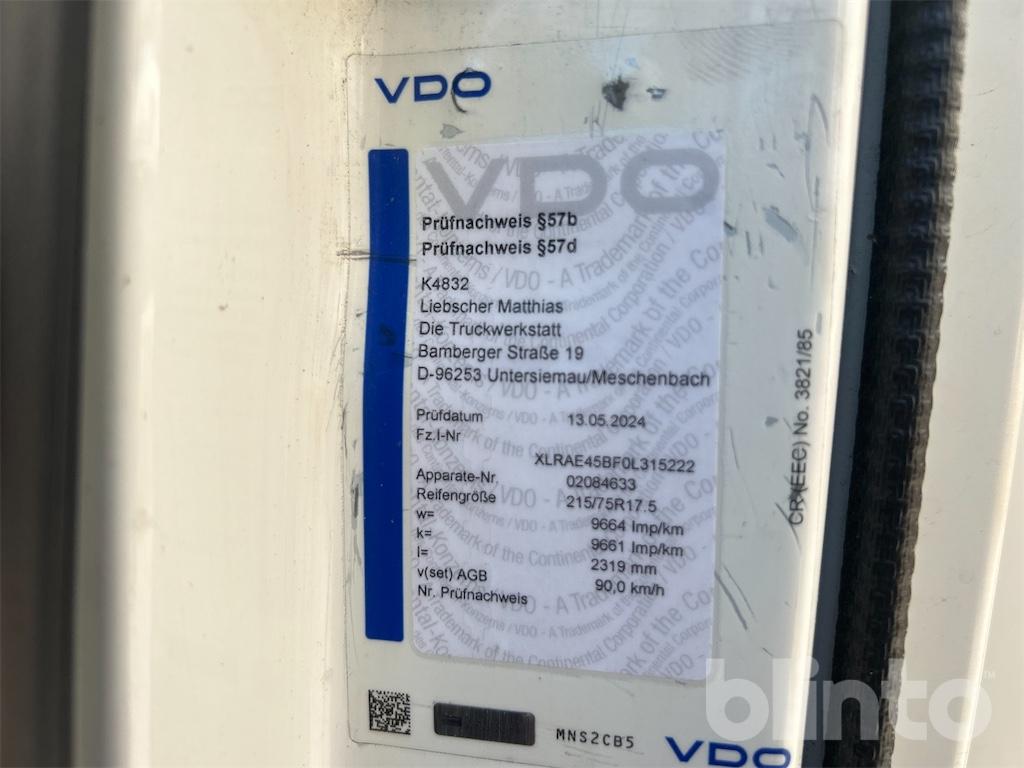 VDO
VDO
Prüfnachweis §57b
Prüfnachweis §57d
K4832
Liebscher Matthias
Die Truckwerkstatt
Bamberger Straße 19
D-96253 Untersiemau/Meschenbach
Prüfdatum 13.05.2024
Fz.I-Nr
XLRAE45BF0L315222
Apparate-Nr. 02084633
Reifengröße 215/75R17.5
w= 9664 Imp/km
k= 9661 Imp/km
l= 2319 mm
v(set) AGB 90,0 km/h
Nr. Prüfnachweis
CR (EEC) No. 3821/85
MNS2CB5
VDO
blinto™